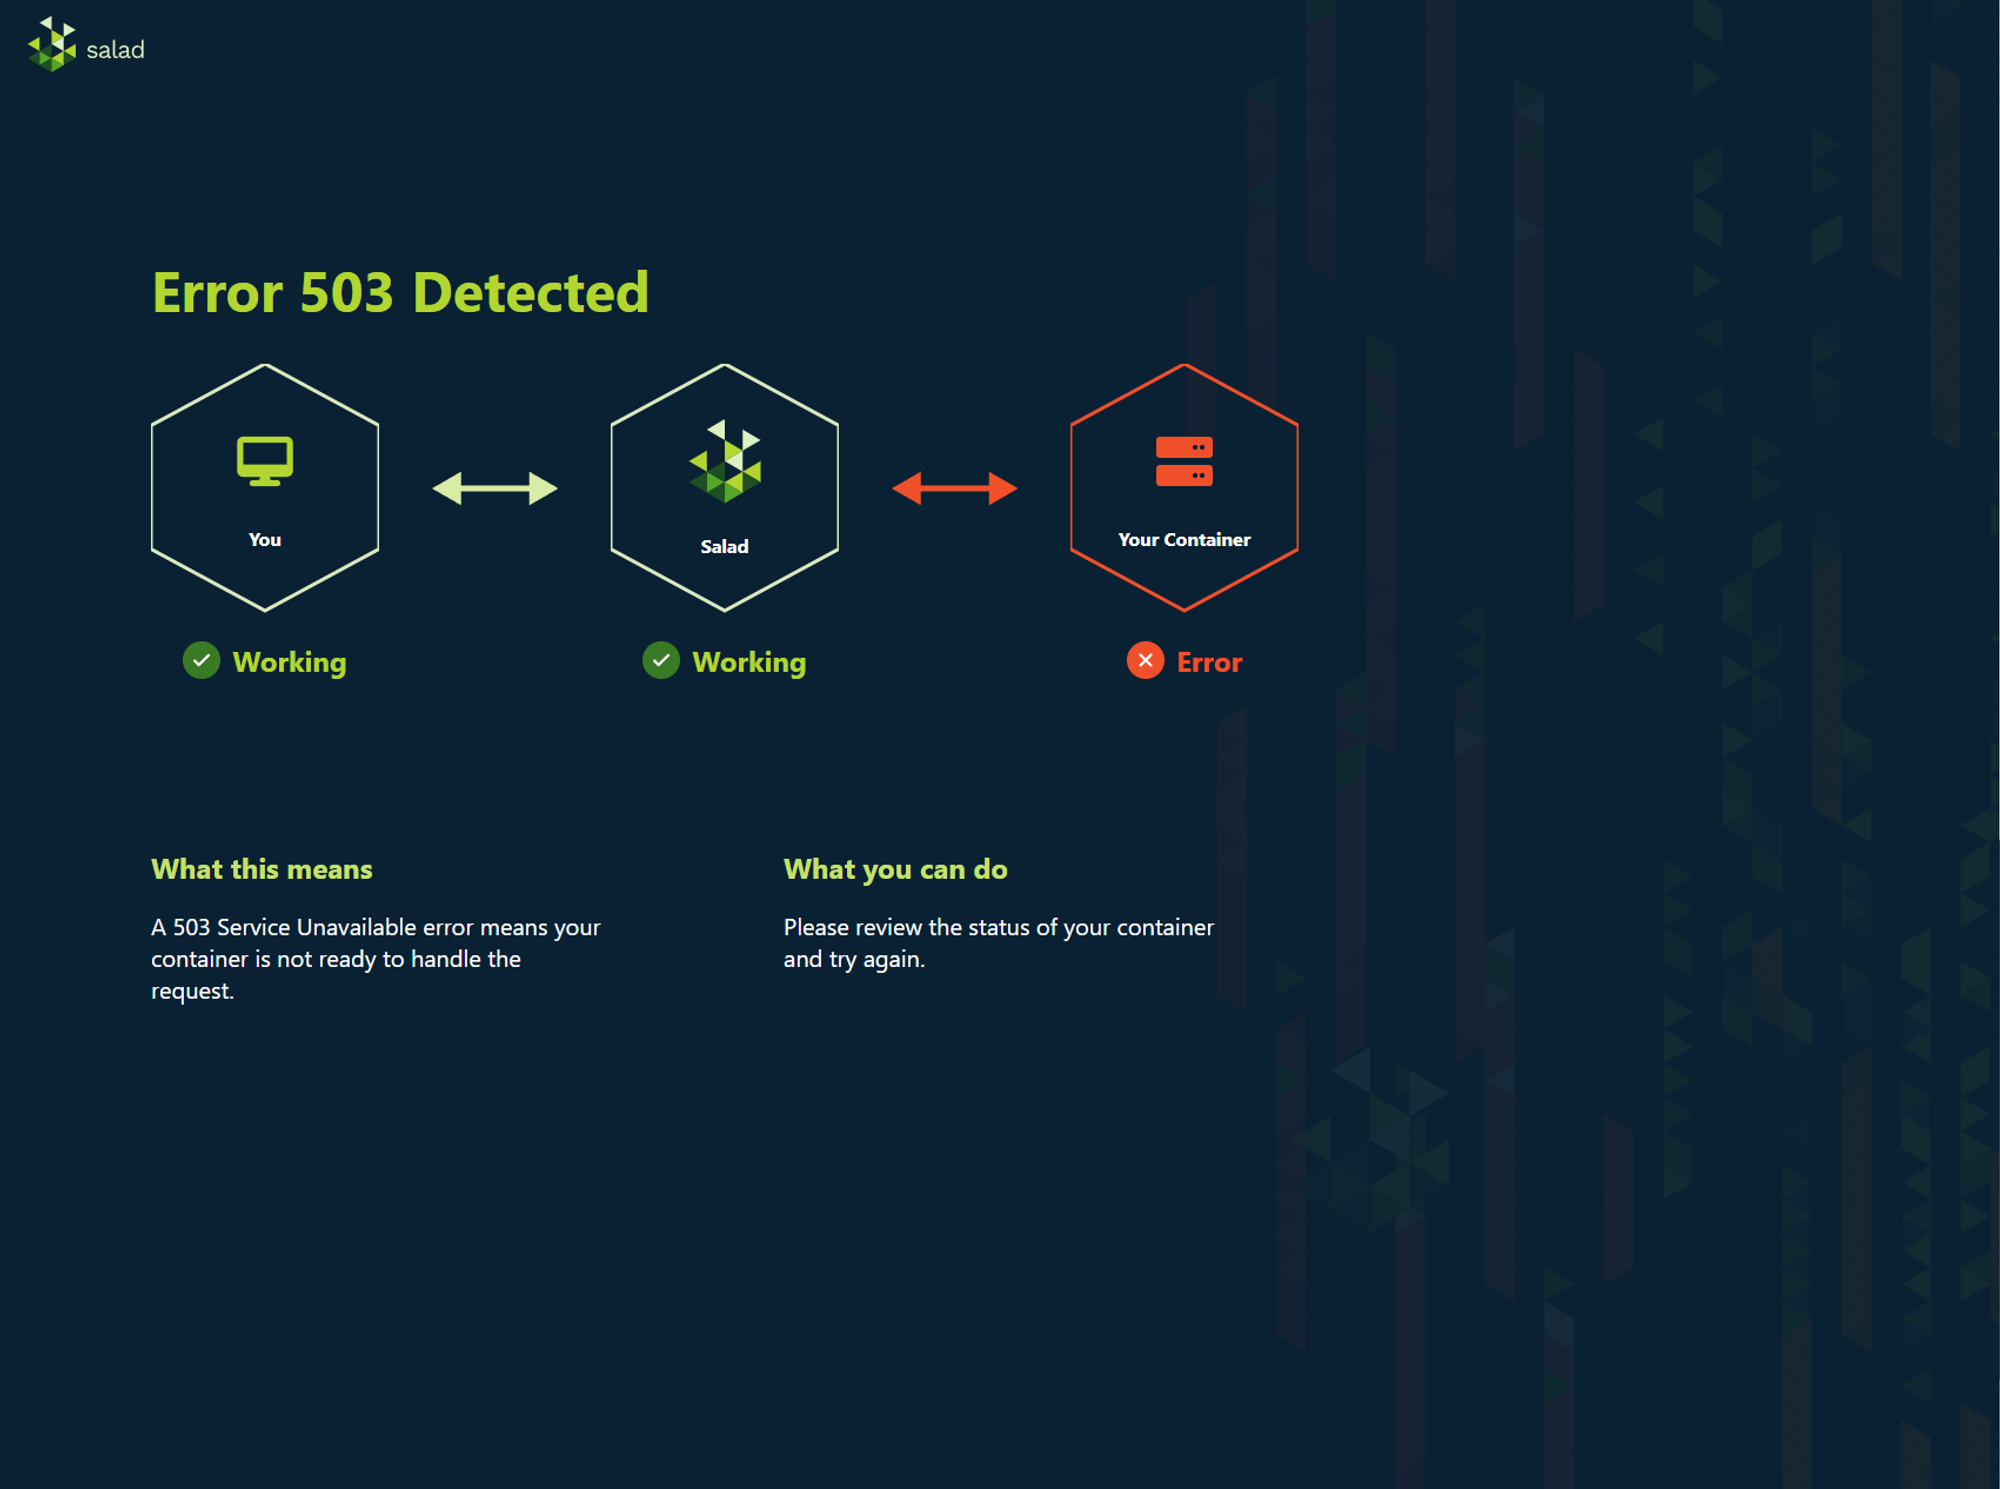 salad
Error 503 Detected
You
Salad
Your Container
Working
Working
Error
What this means
A 503 Service Unavailable error means your
container is not ready to handle the
request.
What you can do
Please review the status of your container
and try again.